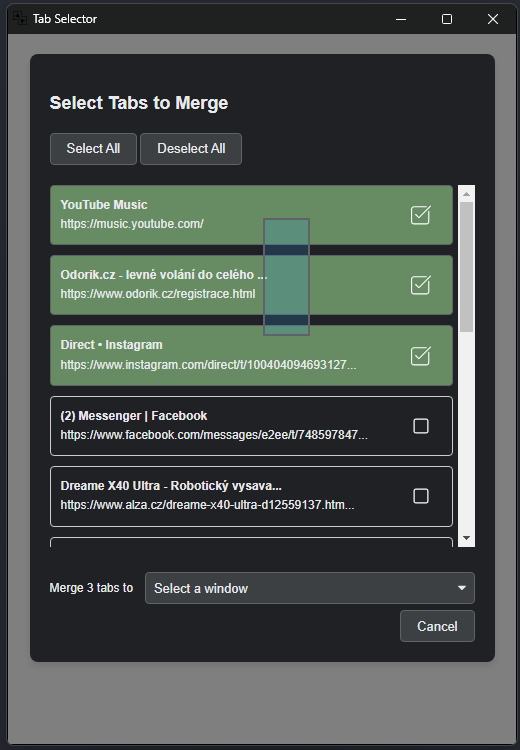 Tab Selector
Select Tabs to Merge
Select All
Deselect All
YouTube Music
https://music.youtube.com/
Odorik.cz - levné volání do celého ...
https://www.odorik.cz/registrace.html
Direct • Instagram
https://www.instagram.com/direct/t/100404094693127...
(2) Messenger | Facebook
https://www.facebook.com/messages/e2ee/t/748597847...
Dreame X40 Ultra - Robotický vysava...
https://www.alza.cz/dreame-x40-ultra-d12559137.htm...
Merge 3 tabs to
Select a window
Cancel